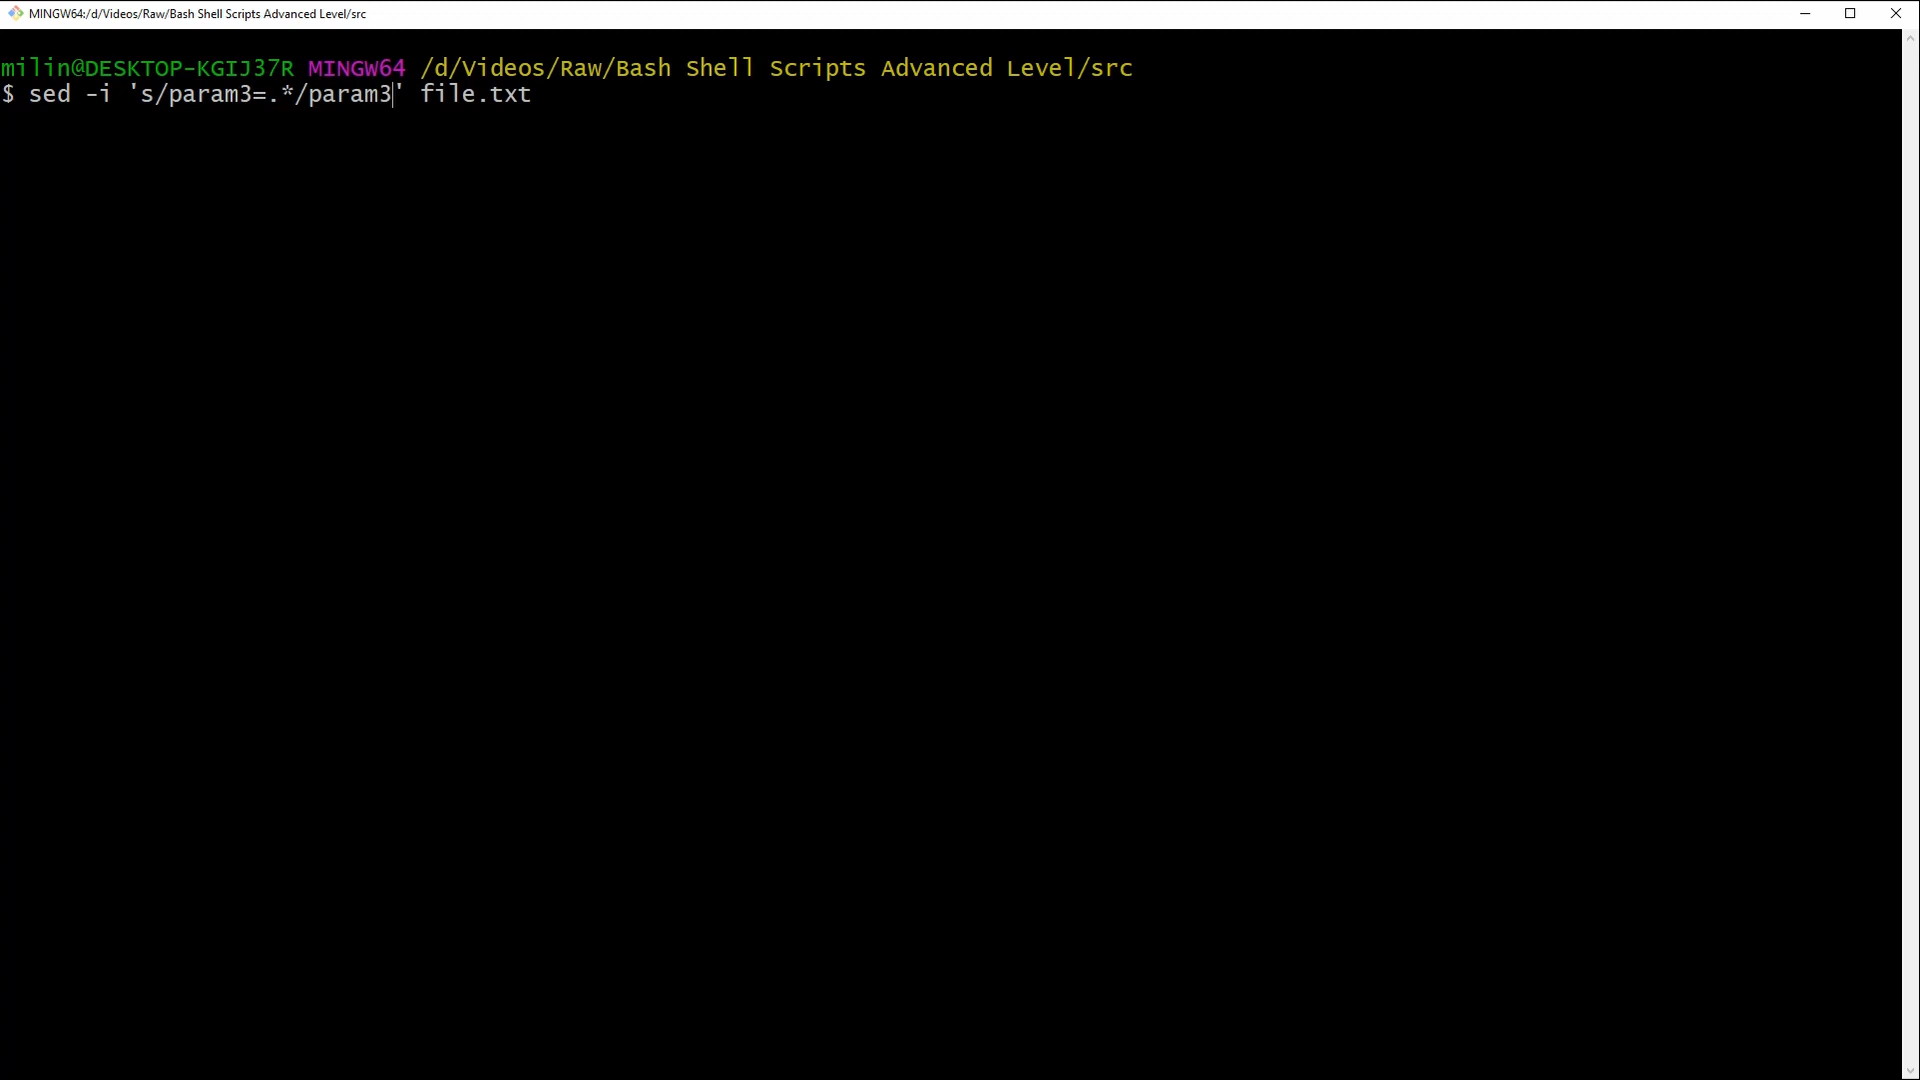 MINGW64:/d/Videos/Raw/Bash Shell Scripts Advanced Level/src
milin@DESKTOP-KGIJ37R MINGW64 /d/Videos/Raw/Bash Shell Scripts Advanced Level/src
$ sed -i 's/param3=.*/param3' file.txt